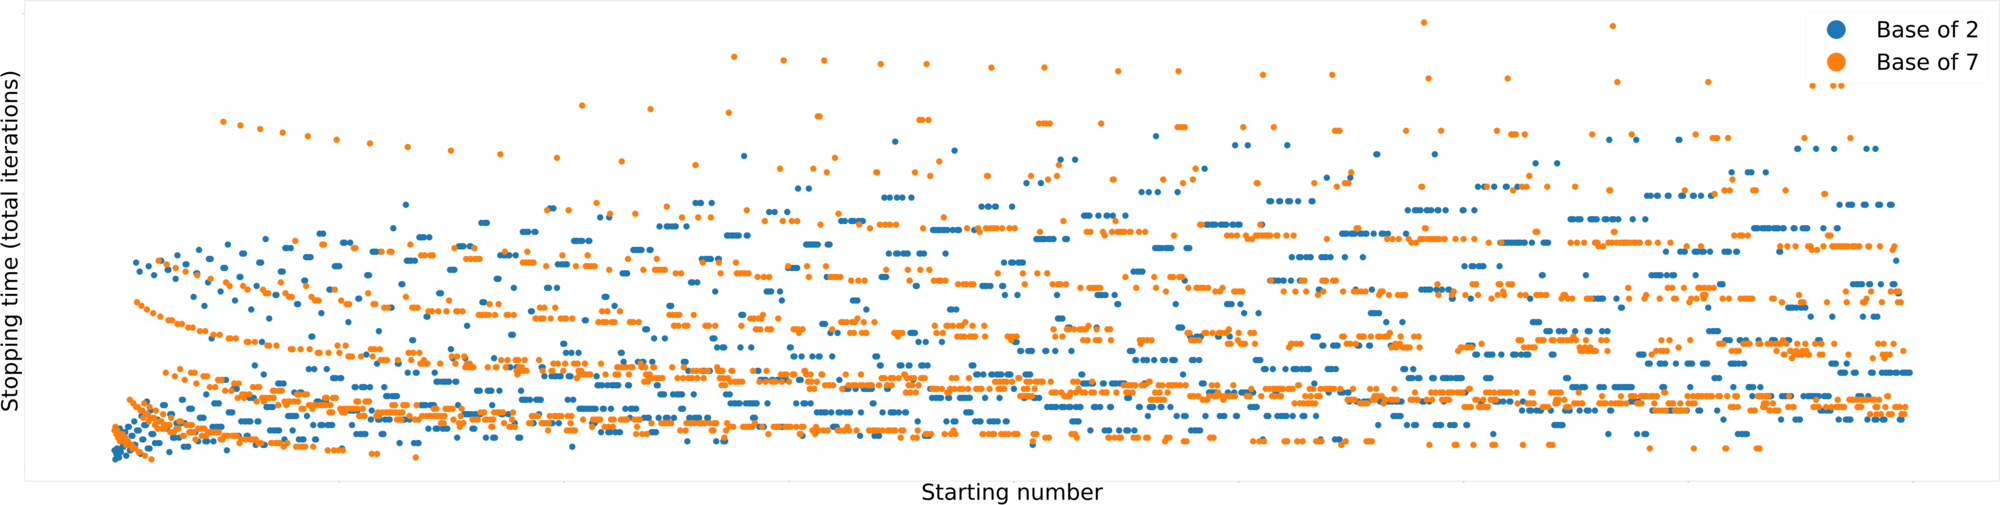 Stopping time (total iterations)
Base of 2
Base of 7
Starting number